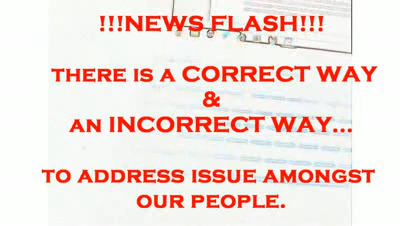 !!!NEWS FLASH!!!
THERE IS A CORRECT WAY
&
AN INCORRECT WAY...
TO ADDRESS ISSUE AMONGST
OUR PEOPLE.